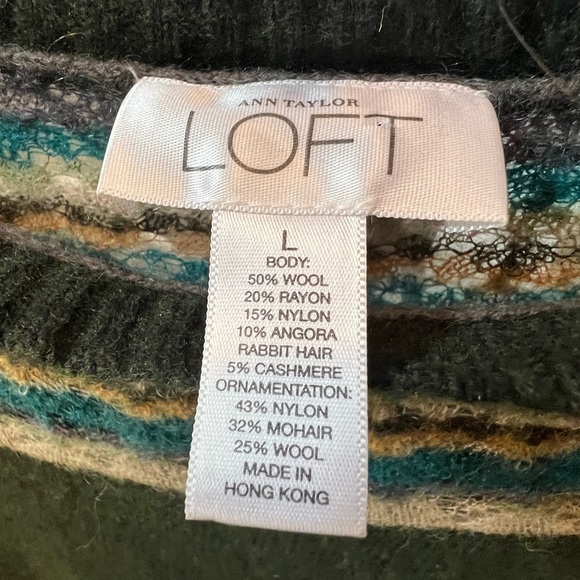 ANN TAYLOR
LOFT
L
BODY:
50% WOOL
20% RAYON
15% NYLON
10% ANGORA
RABBIT HAIR
5% CASHMERE
ORNAMENTATION:
43% NYLON
32% MOHAIR
25% WOOL
MADE IN
HONG KONG